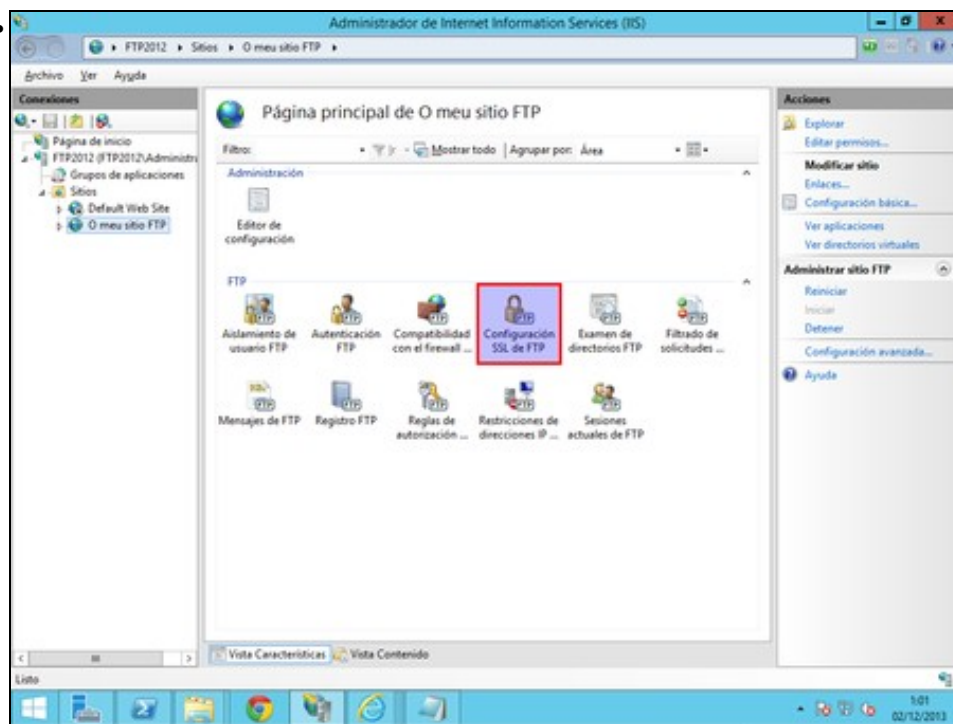 Administrador de Internet Information Services (IIS)
FTP2012 Sitios O meu sitio FTP
Archivo Ver Ayuda
Conexiones
Página de inicio
FTP2012 (FTP2012\Administra
Grupos de aplicaciones
Sitios
Default Web Site
O meu sitio FTP
Página principal de O meu sitio FTP
Filtro: Mostrar todo Agrupar por: Área
Administración
Editor de
configuración
FTP
Aislamiento de
usuario FTP
Autenticación
FTP
Compatibilidad
con el firewall ...
Configuración
SSL de FTP
Examen de
directorios FTP
Filtrado de
solicitudes ...
Mensajes de FTP
Registro FTP
Reglas de
autorización ...
Restricciones de
direcciones IP ...
Sesiones
actuales de FTP
Vista Características Vista Contenido
Acciones
Explorar
Editar permisos...
Modificar sitio
Enlaces...
Configuración básica...
Ver aplicaciones
Ver directorios virtuales
Administrar sitio FTP
Reiniciar
Iniciar
Detener
Configuración avanzada...
Ayuda
Listo
1:01
02/12/2013